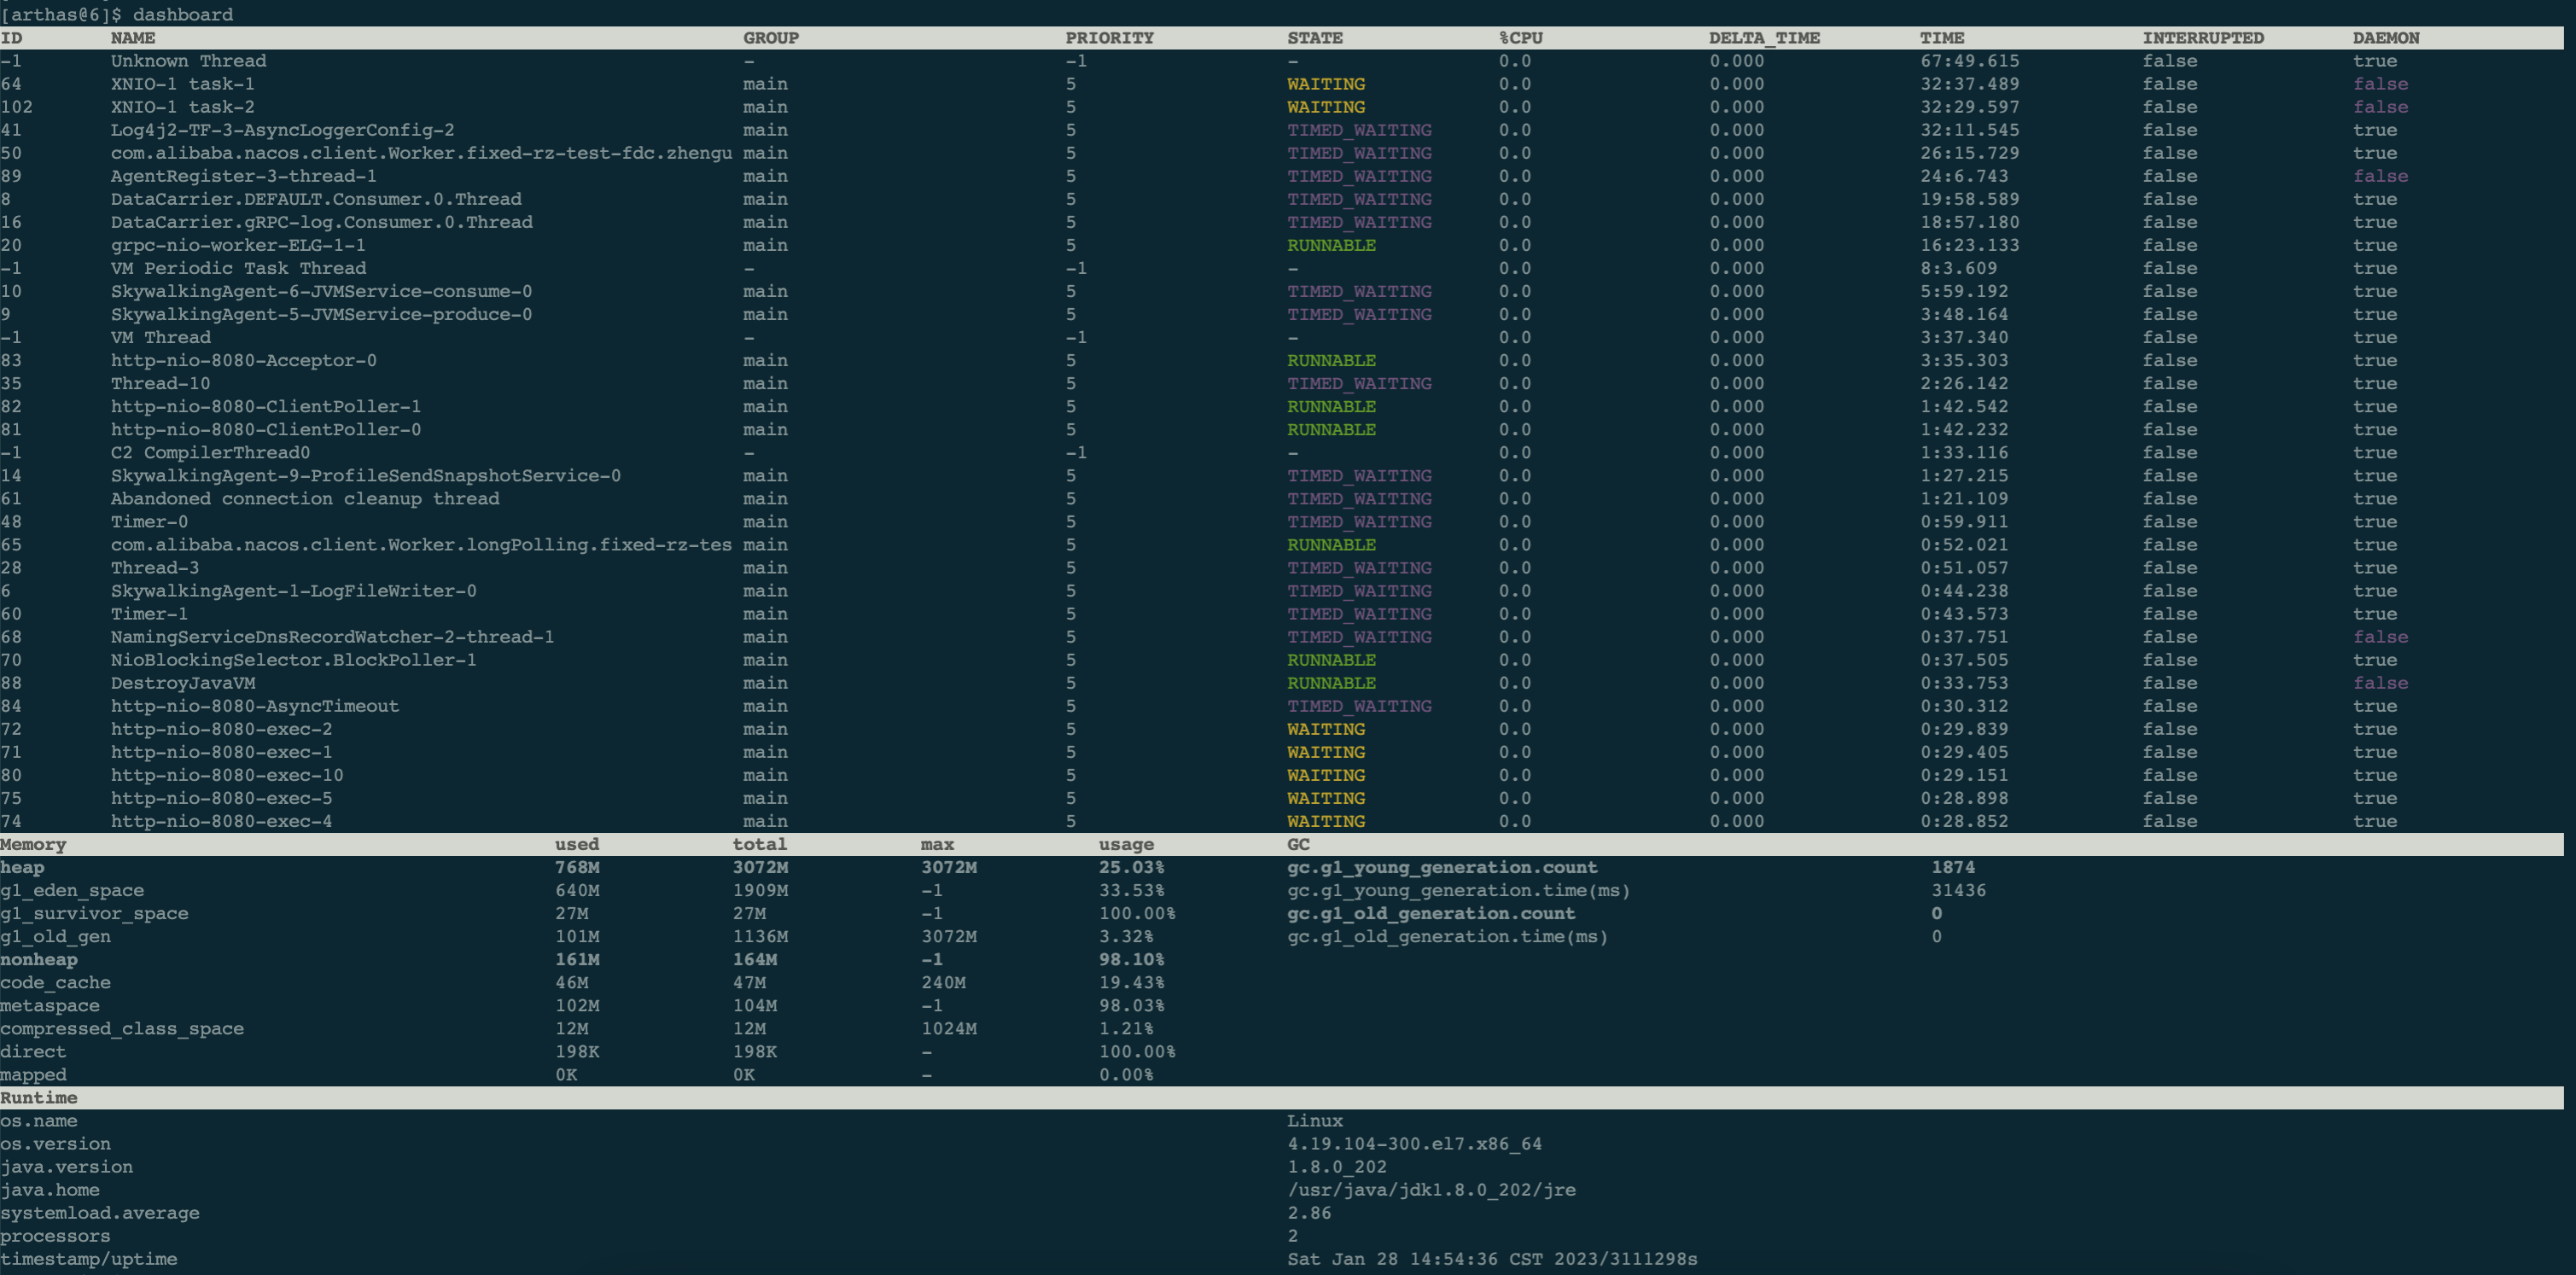 [arthas@6]$ dashboard
ID NAME GROUP PRIORITY STATE %CPU DELTA_TIME TIME INTERRUPTED DAEMON
-1 Unknown Thread - -1 - 0.0 0.000 67:49.615 false true
64 XNIO-1 task-1 main 5 WAITING 0.0 0.000 32:37.489 false false
102 XNIO-1 task-2 main 5 WAITING 0.0 0.000 32:29.597 false false
41 Log4j2-TF-3-AsyncLoggerConfig-2 main 5 TIMED_WAITING 0.0 0.000 32:11.545 false true
50 com.alibaba.nacos.client.Worker.fixed-rz-test-fdc.zhengu main 5 TIMED_WAITING 0.0 0.000 26:15.729 false true
89 AgentRegister-3-thread-1 main 5 TIMED_WAITING 0.0 0.000 24:6.743 false false
8 DataCarrier.DEFAULT.Consumer.0.Thread main 5 TIMED_WAITING 0.0 0.000 19:58.589 false true
16 DataCarrier.gRPC-log.Consumer.0.Thread main 5 TIMED_WAITING 0.0 0.000 18:57.180 false true
20 grpc-nio-worker-ELG-1-1 main 5 RUNNABLE 0.0 0.000 16:23.133 false true
-1 VM Periodic Task Thread - -1 - 0.0 0.000 8:3.609 false true
10 SkywalkingAgent-6-JVMService-consume-0 main 5 TIMED_WAITING 0.0 0.000 5:59.192 false true
9 SkywalkingAgent-5-JVMService-produce-0 main 5 TIMED_WAITING 0.0 0.000 3:48.164 false true
-1 VM Thread - -1 - 0.0 0.000 3:37.340 false true
83 http-nio-8080-Acceptor-0 main 5 RUNNABLE 0.0 0.000 3:35.303 false true
35 Thread-10 main 5 TIMED_WAITING 0.0 0.000 2:26.142 false true
82 http-nio-8080-ClientPoller-1 main 5 RUNNABLE 0.0 0.000 1:42.542 false true
81 http-nio-8080-ClientPoller-0 main 5 RUNNABLE 0.0 0.000 1:42.232 false true
-1 C2 CompilerThread0 - -1 - 0.0 0.000 1:33.116 false true
14 SkywalkingAgent-9-ProfileSendSnapshotService-0 main 5 TIMED_WAITING 0.0 0.000 1:27.215 false true
61 Abandoned connection cleanup thread main 5 TIMED_WAITING 0.0 0.000 1:21.109 false true
48 Timer-0 main 5 TIMED_WAITING 0.0 0.000 0:59.911 false true
65 com.alibaba.nacos.client.Worker.longPolling.fixed-rz-tes main 5 RUNNABLE 0.0 0.000 0:52.021 false true
28 Thread-3 main 5 TIMED_WAITING 0.0 0.000 0:51.057 false true
6 SkywalkingAgent-1-LogFileWriter-0 main 5 TIMED_WAITING 0.0 0.000 0:44.238 false true
60 Timer-1 main 5 TIMED_WAITING 0.0 0.000 0:43.573 false true
68 NamingServiceDnsRecordWatcher-2-thread-1 main 5 TIMED_WAITING 0.0 0.000 0:37.751 false false
70 NioBlockingSelector.BlockPoller-1 main 5 RUNNABLE 0.0 0.000 0:37.505 false true
88 DestroyJavaVM main 5 RUNNABLE 0.0 0.000 0:33.753 false false
84 http-nio-8080-AsyncTimeout main 5 TIMED_WAITING 0.0 0.000 0:30.312 false true
72 http-nio-8080-exec-2 main 5 WAITING 0.0 0.000 0:29.839 false true
71 http-nio-8080-exec-1 main 5 WAITING 0.0 0.000 0:29.405 false true
80 http-nio-8080-exec-10 main 5 WAITING 0.0 0.000 0:29.151 false true
75 http-nio-8080-exec-5 main 5 WAITING 0.0 0.000 0:28.898 false true
74 http-nio-8080-exec-4 main 5 WAITING 0.0 0.000 0:28.852 false true
Memory used total max usage GC
heap 768M 3072M 3072M 25.03% gc.g1_young_generation.count 1874
g1_eden_space 640M 1909M -1 33.53% gc.g1_young_generation.time(ms) 31436
g1_survivor_space 27M 27M -1 100.00% gc.g1_old_generation.count 0
g1_old_gen 101M 1136M 3072M 3.32% gc.g1_old_generation.time(ms) 0
nonheap 161M 164M -1 98.10%
code_cache 46M 47M 240M 19.43%
metaspace 102M 104M -1 98.03%
compressed_class_space 12M 12M 1024M 1.21%
direct 198K 198K - 100.00%
mapped 0K 0K - 0.00%
Runtime
os.name Linux
os.version 4.19.104-300.el7.x86_64
java.version 1.8.0_202
java.home /usr/java/jdk1.8.0_202/jre
systemload.average 2.86
processors 2
timestamp/uptime Sat Jan 28 14:54:36 CST 2023/3111298s